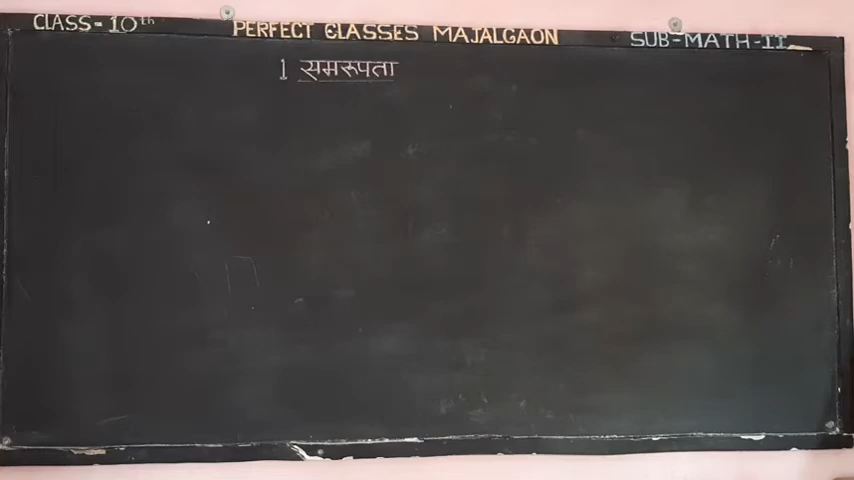 CLASS-10th PERFECT CLASSES MAJALGAON SUB-MATH-II
1 समरूपता